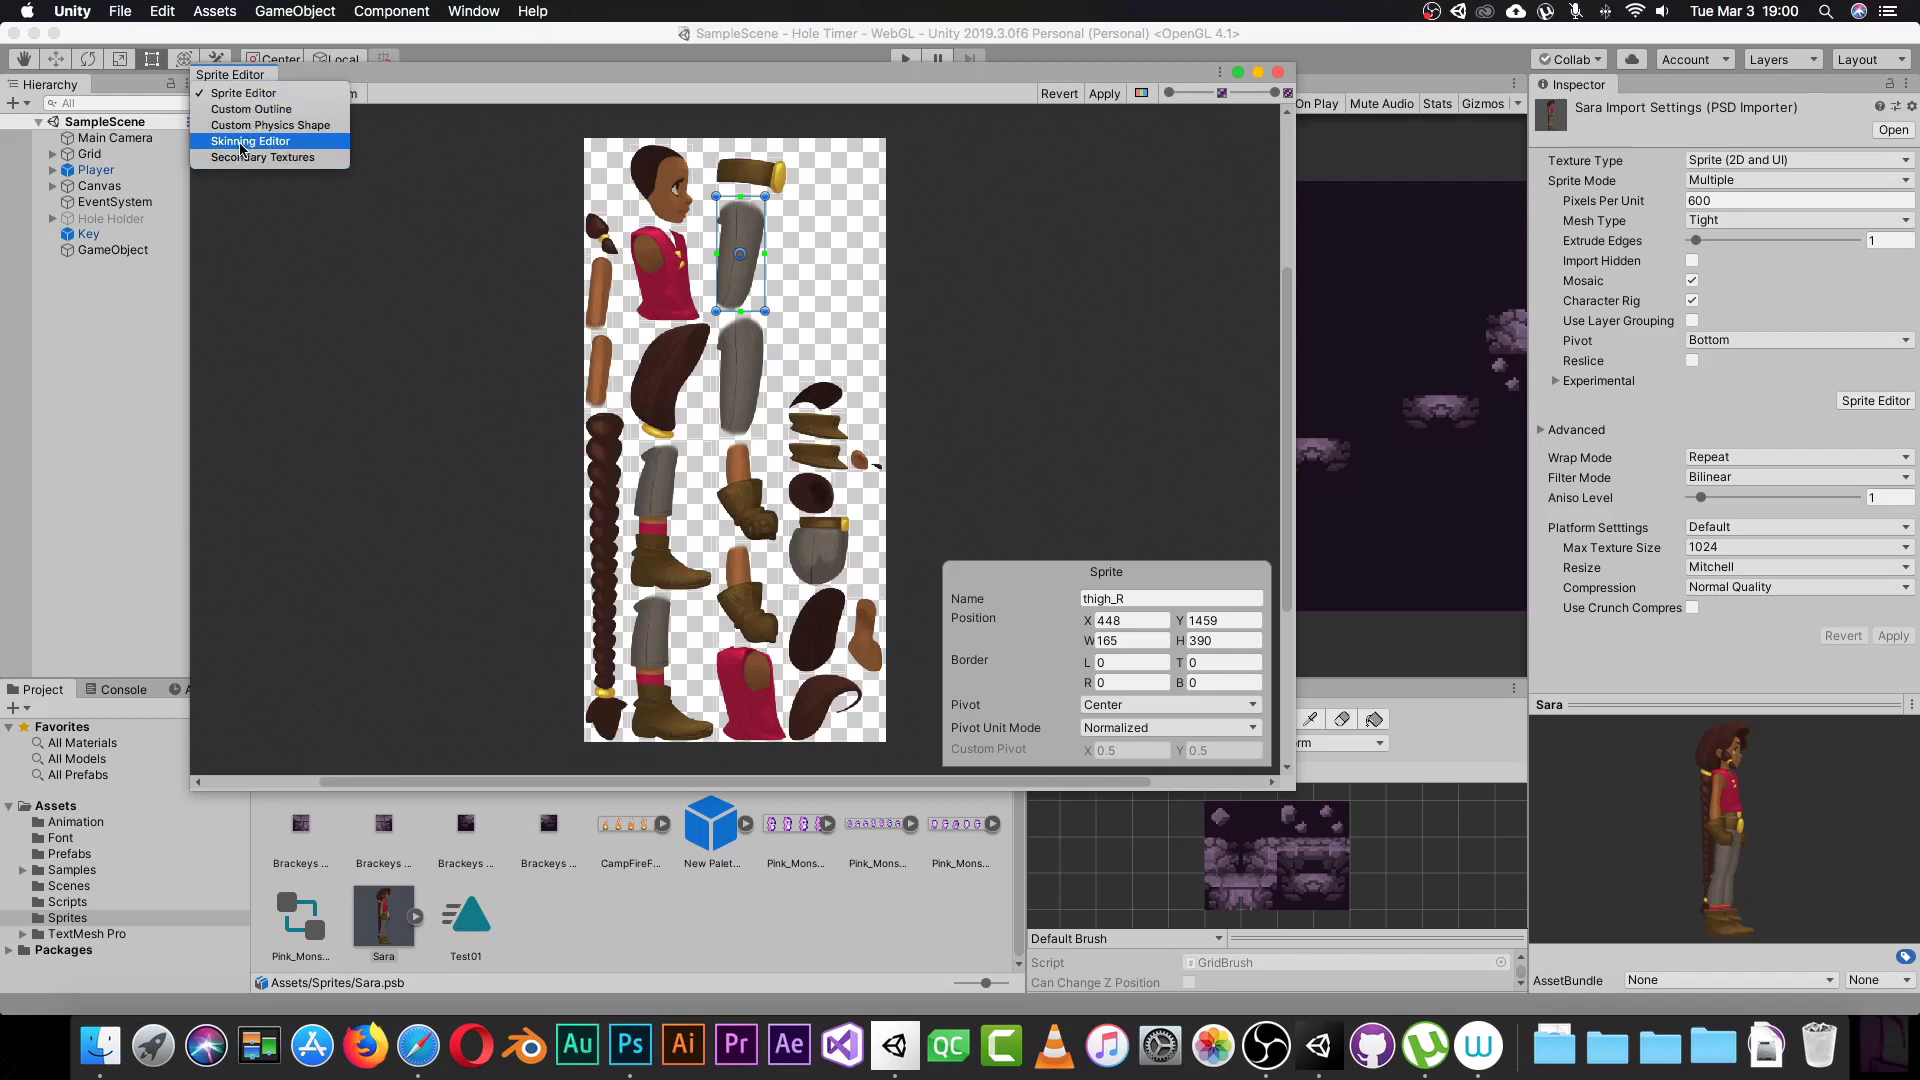 Unity File Edit Assets GameObject Component Window Help
Tue Mar 3 19:00
SampleScene - Hole Timer - WebGL - Unity 2019.3.0f6 Personal (Personal) <OpenGL 4.1>
Center Local
Collab Account Layers Layout
Hierarchy
All
SampleScene
Main Camera
Grid
Player
Canvas
EventSystem
Hole Holder
Key
GameObject
Sprite Editor
Sprite Editor
Custom Outline
Custom Physics Shape
Skinning Editor
Secondary Textures
Revert Apply
On Play Mute Audio Stats Gizmos
Sprite
Name thigh_R
Position X 448 Y 1459
W 165 H 390
Border L 0 T 0
R 0 B 0
Pivot Center
Pivot Unit Mode Normalized
Custom Pivot X 0.5 Y 0.5
Inspector
Sara Import Settings (PSD Importer)
Open
Texture Type Sprite (2D and UI)
Sprite Mode Multiple
Pixels Per Unit 600
Mesh Type Tight
Extrude Edges 1
Import Hidden
Mosaic
Character Rig
Use Layer Grouping
Pivot Bottom
Reslice
Experimental
Sprite Editor
Advanced
Wrap Mode Repeat
Filter Mode Bilinear
Aniso Level 1
Platform Setttings Default
Max Texture Size 1024
Resize Mitchell
Compression Normal Quality
Use Crunch Compres
Revert Apply
Sara
AssetBundle None None
Project Console
Favorites
All Materials
All Models
All Prefabs
Assets
Animation
Font
Prefabs
Samples
Scenes
Scripts
Sprites
TextMesh Pro
Packages
Brackeys ... Brackeys ... Brackeys ... Brackeys ... CampFireF... New Palet... Pink_Mons... Pink_Mons... Pink_Mons...
Pink_Mons... Sara Test01
Assets/Sprites/Sara.psb
Default Brush
Script GridBrush
Can Change Z Position
Au Ps Ai Pr Ae QC C W